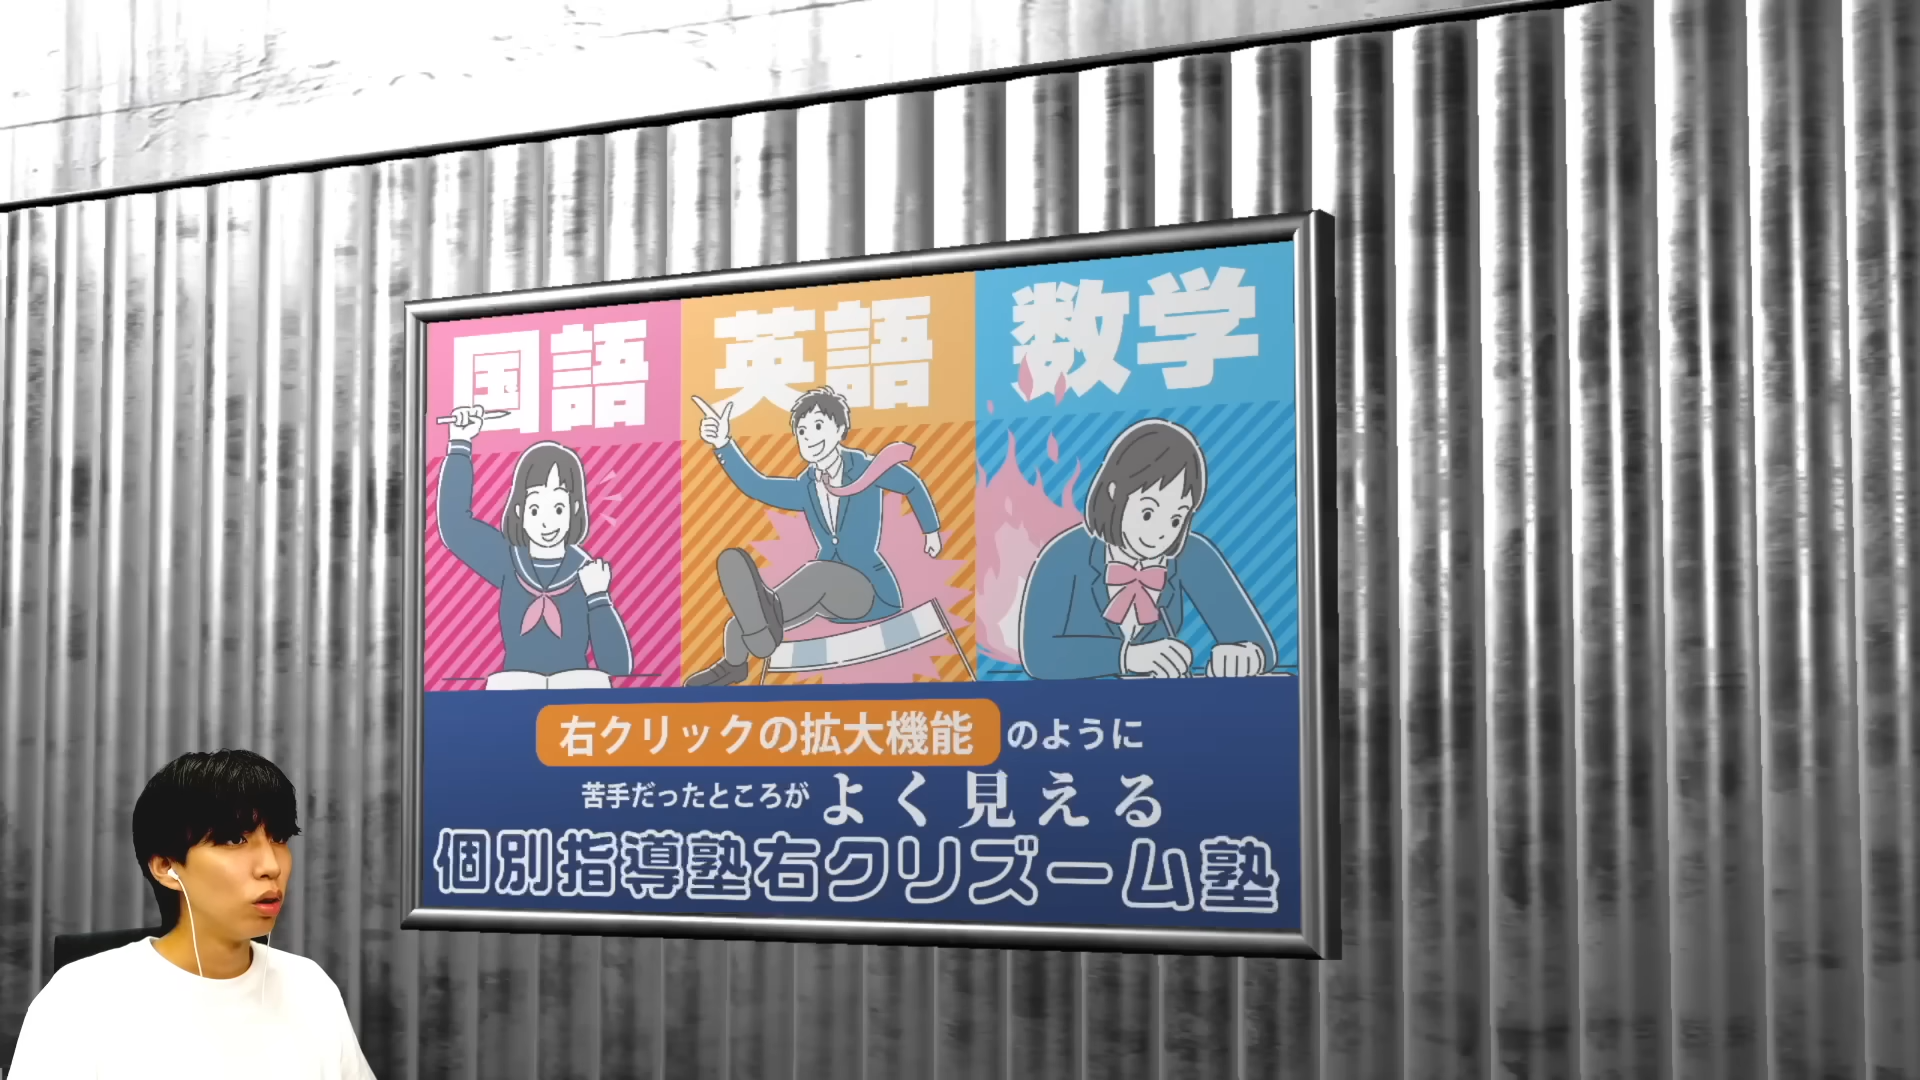 国語
英語
数学
右クリックの拡大機能のように
苦手だったところがよく見える
個別指導塾右クリズーム塾